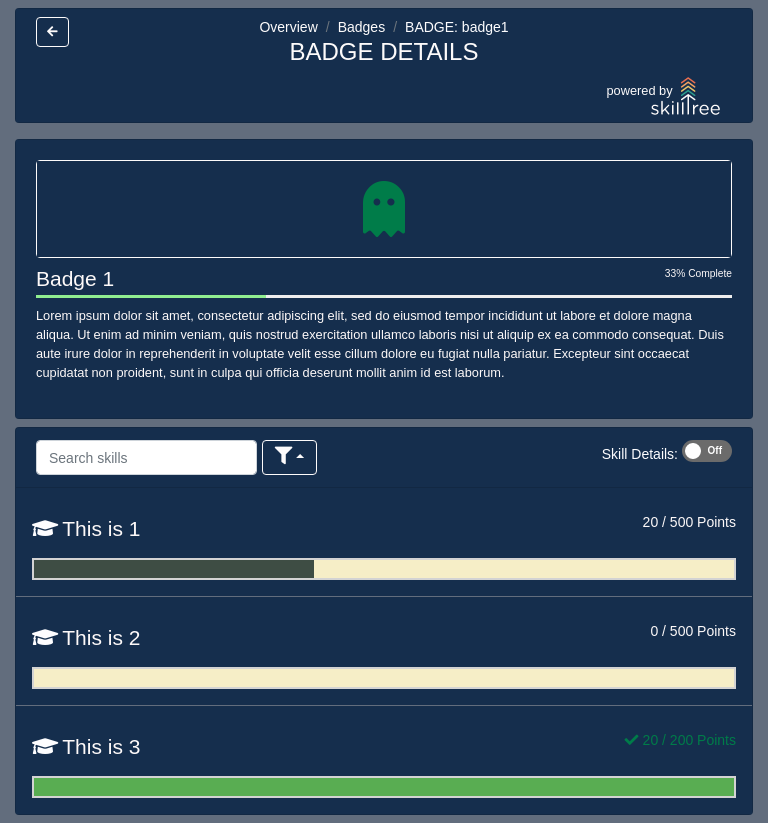 Overview / Badges / BADGE: badge1
BADGE DETAILS
powered by
skilltree
Badge 1
33% Complete
Lorem ipsum dolor sit amet, consectetur adipiscing elit, sed do eiusmod tempor incididunt ut labore et dolore magna
aliqua. Ut enim ad minim veniam, quis nostrud exercitation ullamco laboris nisi ut aliquip ex ea commodo consequat. Duis
aute irure dolor in reprehenderit in voluptate velit esse cillum dolore eu fugiat nulla pariatur. Excepteur sint occaecat
cupidatat non proident, sunt in culpa qui officia deserunt mollit anim id est laborum.
Search skills
Skill Details: Off
This is 1
20 / 500 Points
This is 2
0 / 500 Points
This is 3
20 / 200 Points